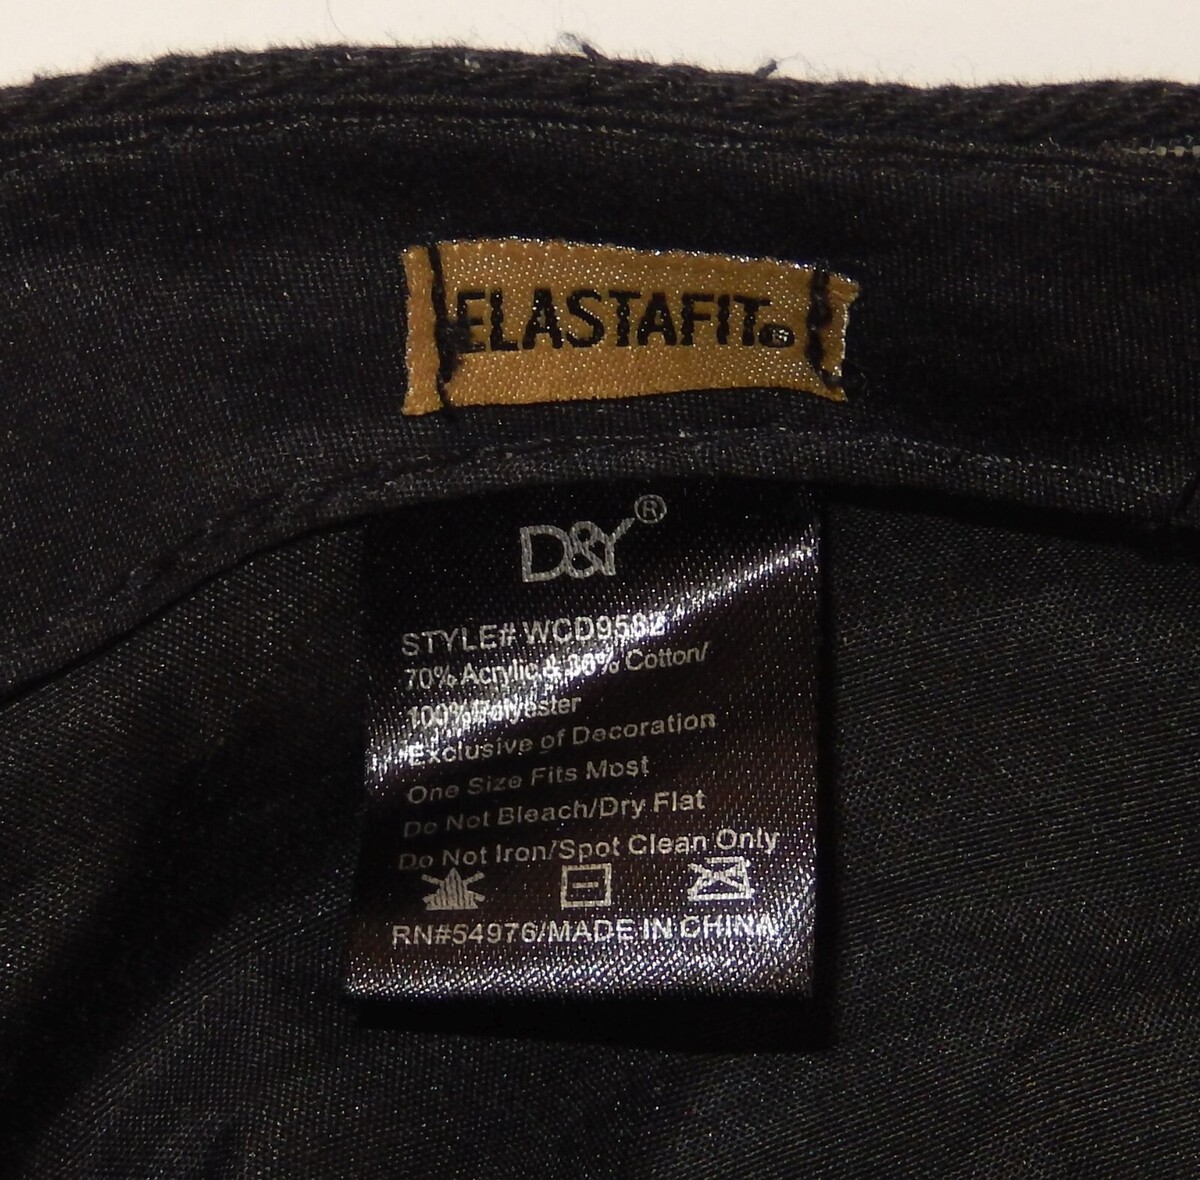 ELASTAFIT®
D&Y®
STYLE# WCD958
70% Acrylic & 30% Cotton/
100% Polyester
Exclusive of Decoration
One Size Fits Most
Do Not Bleach/Dry Flat
Do Not Iron/Spot Clean Only
RN#54976/MADE IN CHINA